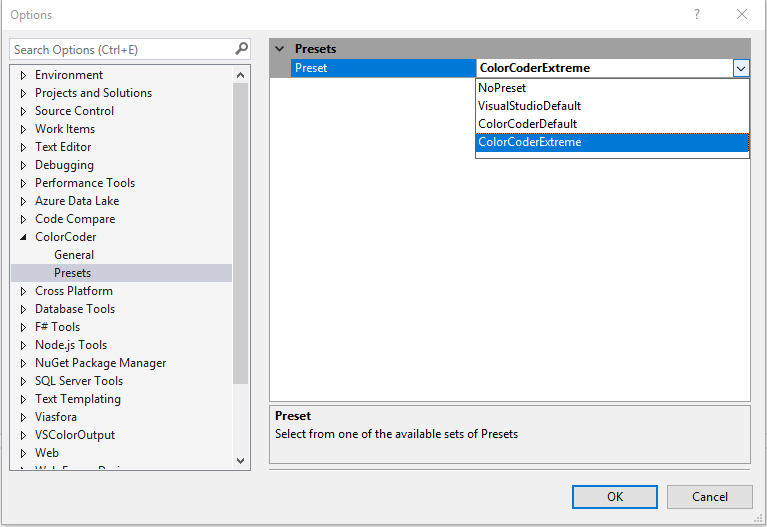 Options
Search Options (Ctrl+E)
Environment
Projects and Solutions
Source Control
Work Items
Text Editor
Debugging
Performance Tools
Azure Data Lake
Code Compare
ColorCoder
General
Presets
Cross Platform
Database Tools
F# Tools
Node.js Tools
NuGet Package Manager
SQL Server Tools
Text Templating
Viasfora
VSColorOutput
Web
Presets
Preset ColorCoderExtreme
NoPreset
VisualStudioDefault
ColorCoderDefault
ColorCoderExtreme
Preset
Select from one of the available sets of Presets
OK Cancel